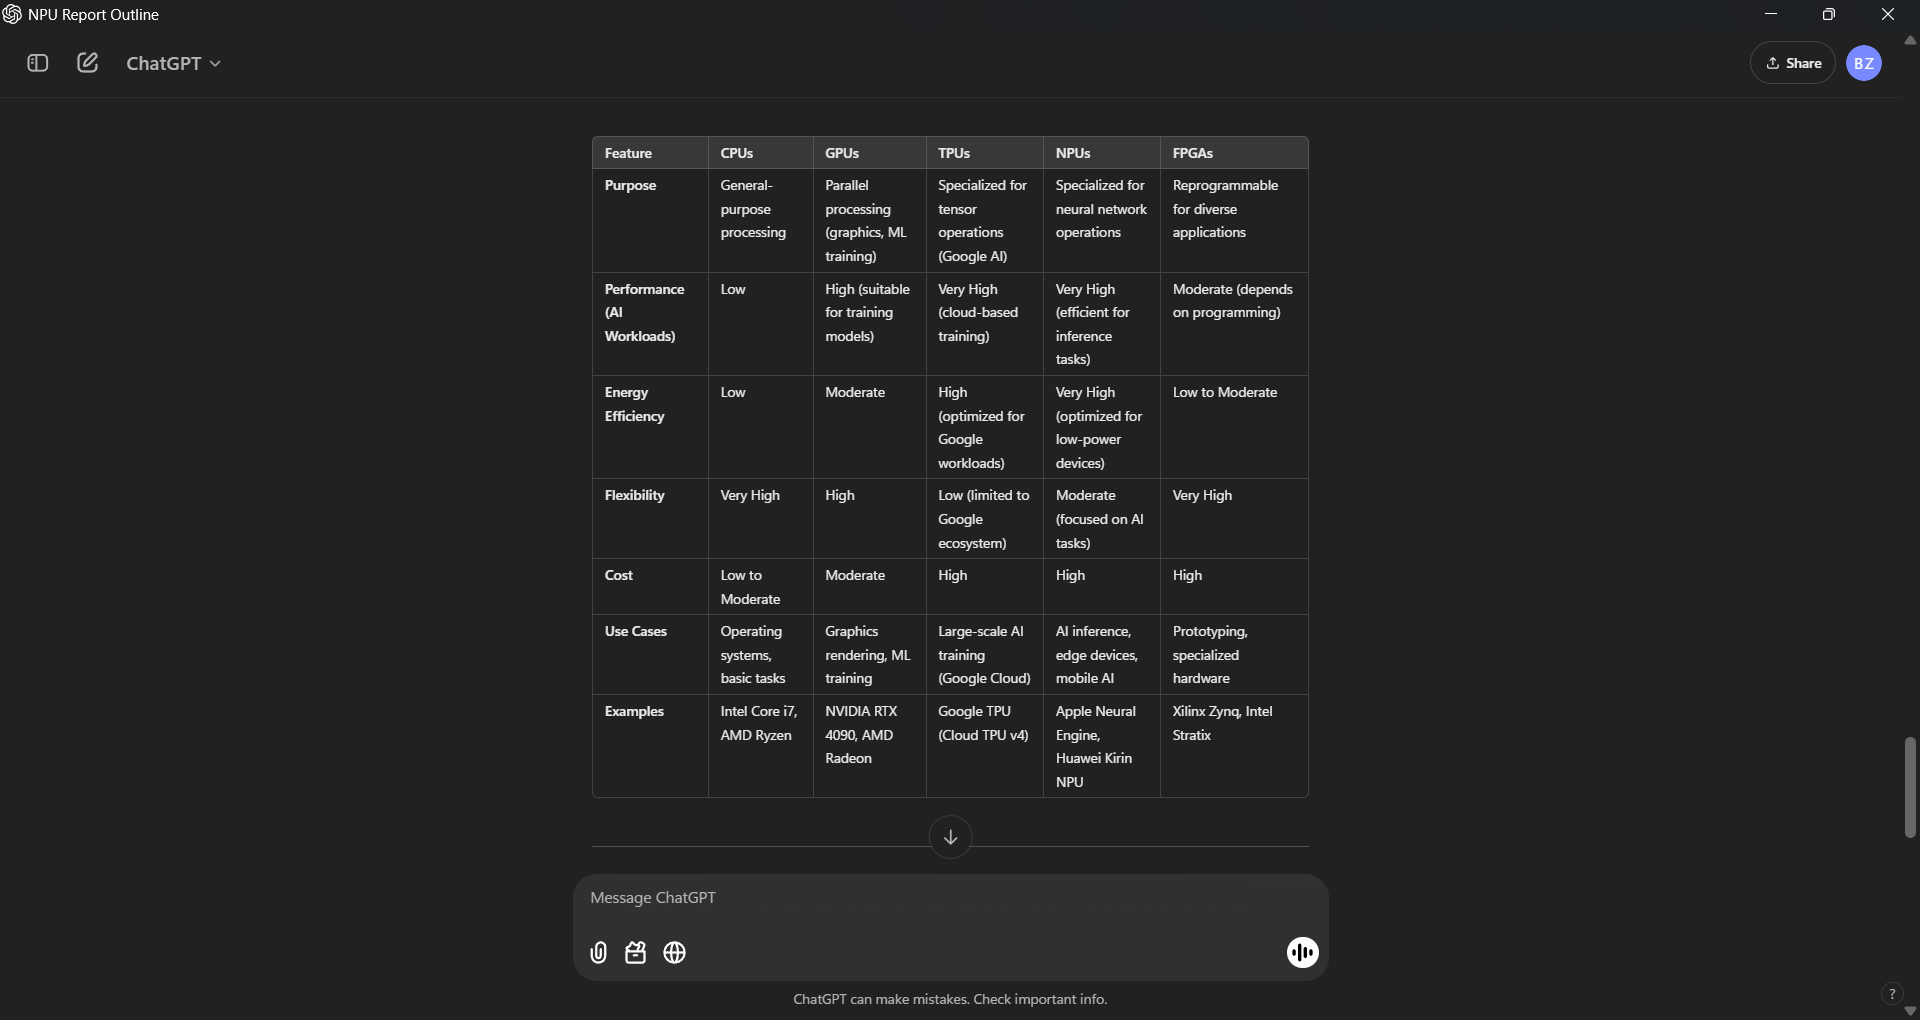 NPU Report Outline
ChatGPT
Share
BZ
Feature CPUs GPUs TPUs NPUs FPGAs
Purpose
General-
purpose
processing
Parallel
processing
(graphics, ML
training)
Specialized for
tensor
operations
(Google AI)
Specialized for
neural network
operations
Reprogrammable
for diverse
applications
Performance
(AI
Workloads)
Low
High (suitable
for training
models)
Very High
(cloud-based
training)
Very High
(efficient for
inference
tasks)
Moderate (depends
on programming)
Energy
Efficiency
Low
Moderate
High
(optimized for
Google
workloads)
Very High
(optimized for
low-power
devices)
Low to Moderate
Flexibility
Very High
High
Low (limited to
Google
ecosystem)
Moderate
(focused on AI
tasks)
Very High
Cost
Low to
Moderate
Moderate
High
High
High
Use Cases
Operating
systems,
basic tasks
Graphics
rendering, ML
training
Large-scale AI
training
(Google Cloud)
AI inference,
edge devices,
mobile AI
Prototyping,
specialized
hardware
Examples
Intel Core i7,
AMD Ryzen
NVIDIA RTX
4090, AMD
Radeon
Google TPU
(Cloud TPU v4)
Apple Neural
Engine,
Huawei Kirin
NPU
Xilinx Zynq, Intel
Stratix
Message ChatGPT
ChatGPT can make mistakes. Check important info.
?